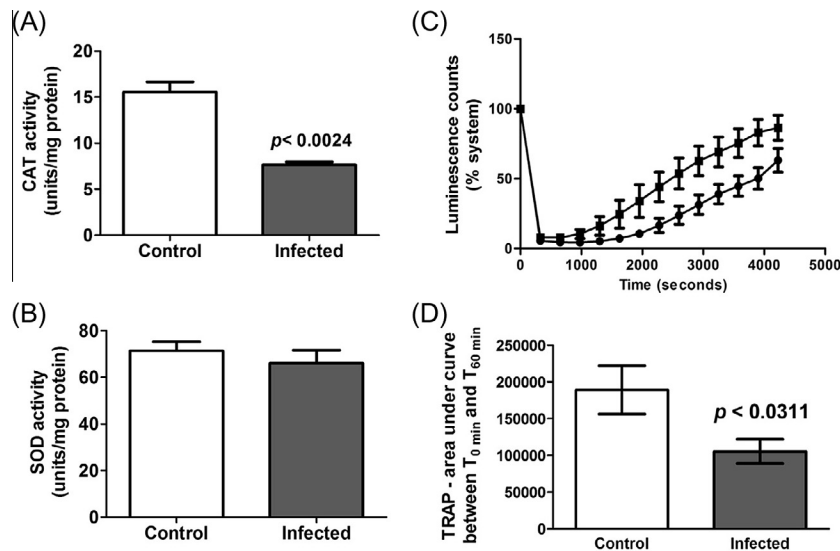 (A)
CAT activity
(units/mg protein)
20
15
10
5
0
p< 0.0024
Control Infected
(B)
SOD activity
(units/mg protein)
80
60
40
20
0
Control Infected
(C)
Luminescence counts
(% system)
150
100
50
0
0 1000 2000 3000 4000 5000
Time (seconds)
(D)
TRAP - area under curve
between T0 min and T60 min
250000
200000
150000
100000
50000
0
p < 0.0311
Control Infected